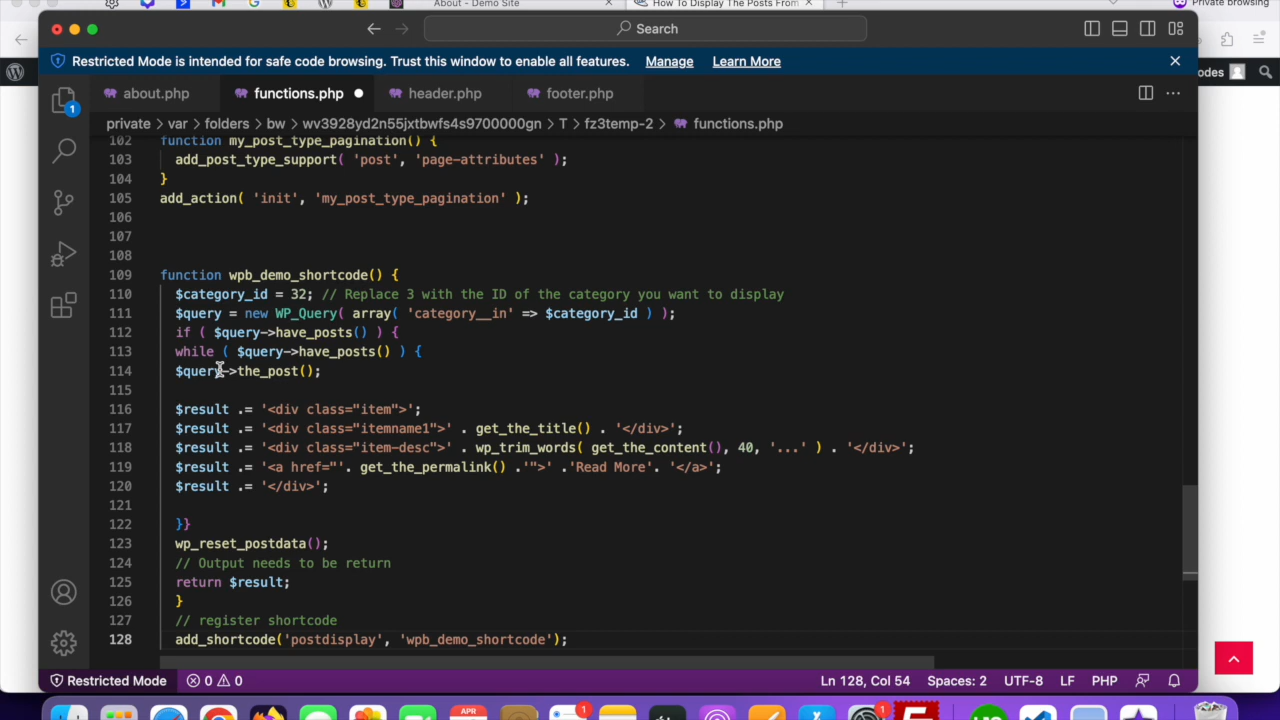 About - Demo Site
How To Display The Posts From
Private browsing
Search
Restricted Mode is intended for safe code browsing. Trust this window to enable all features. Manage Learn More
odes
1
about.php
functions.php
header.php
footer.php
private > var > folders > bw > wv3928yd2n55jxtbwfs4s9700000gn > T > fz3temp-2 > functions.php
102 function my_post_type_pagination() {
103 add_post_type_support( 'post', 'page-attributes' );
104 }
105 add_action( 'init', 'my_post_type_pagination' );
106
107
108
109 function wpb_demo_shortcode() {
110 $category_id = 32; // Replace 3 with the ID of the category you want to display
111 $query = new WP_Query( array( 'category__in' => $category_id ) );
112 if ( $query->have_posts() ) {
113 while ( $query->have_posts() ) {
114 $query->the_post();
115
116 $result .= '<div class="item">';
117 $result .= '<div class="itemname1">' . get_the_title() . '</div>';
118 $result .= '<div class="item-desc">' . wp_trim_words( get_the_content(), 40, '...' ) . '</div>';
119 $result .= '<a href="'. get_the_permalink() .'">' .'Read More'. '</a>';
120 $result .= '</div>';
121
122 }}
123 wp_reset_postdata();
124 // Output needs to be return
125 return $result;
126 }
127 // register shortcode
128 add_shortcode('postdisplay', 'wpb_demo_shortcode');
Restricted Mode 0 0 Ln 128, Col 54 Spaces: 2 UTF-8 LF PHP
APR
1
1